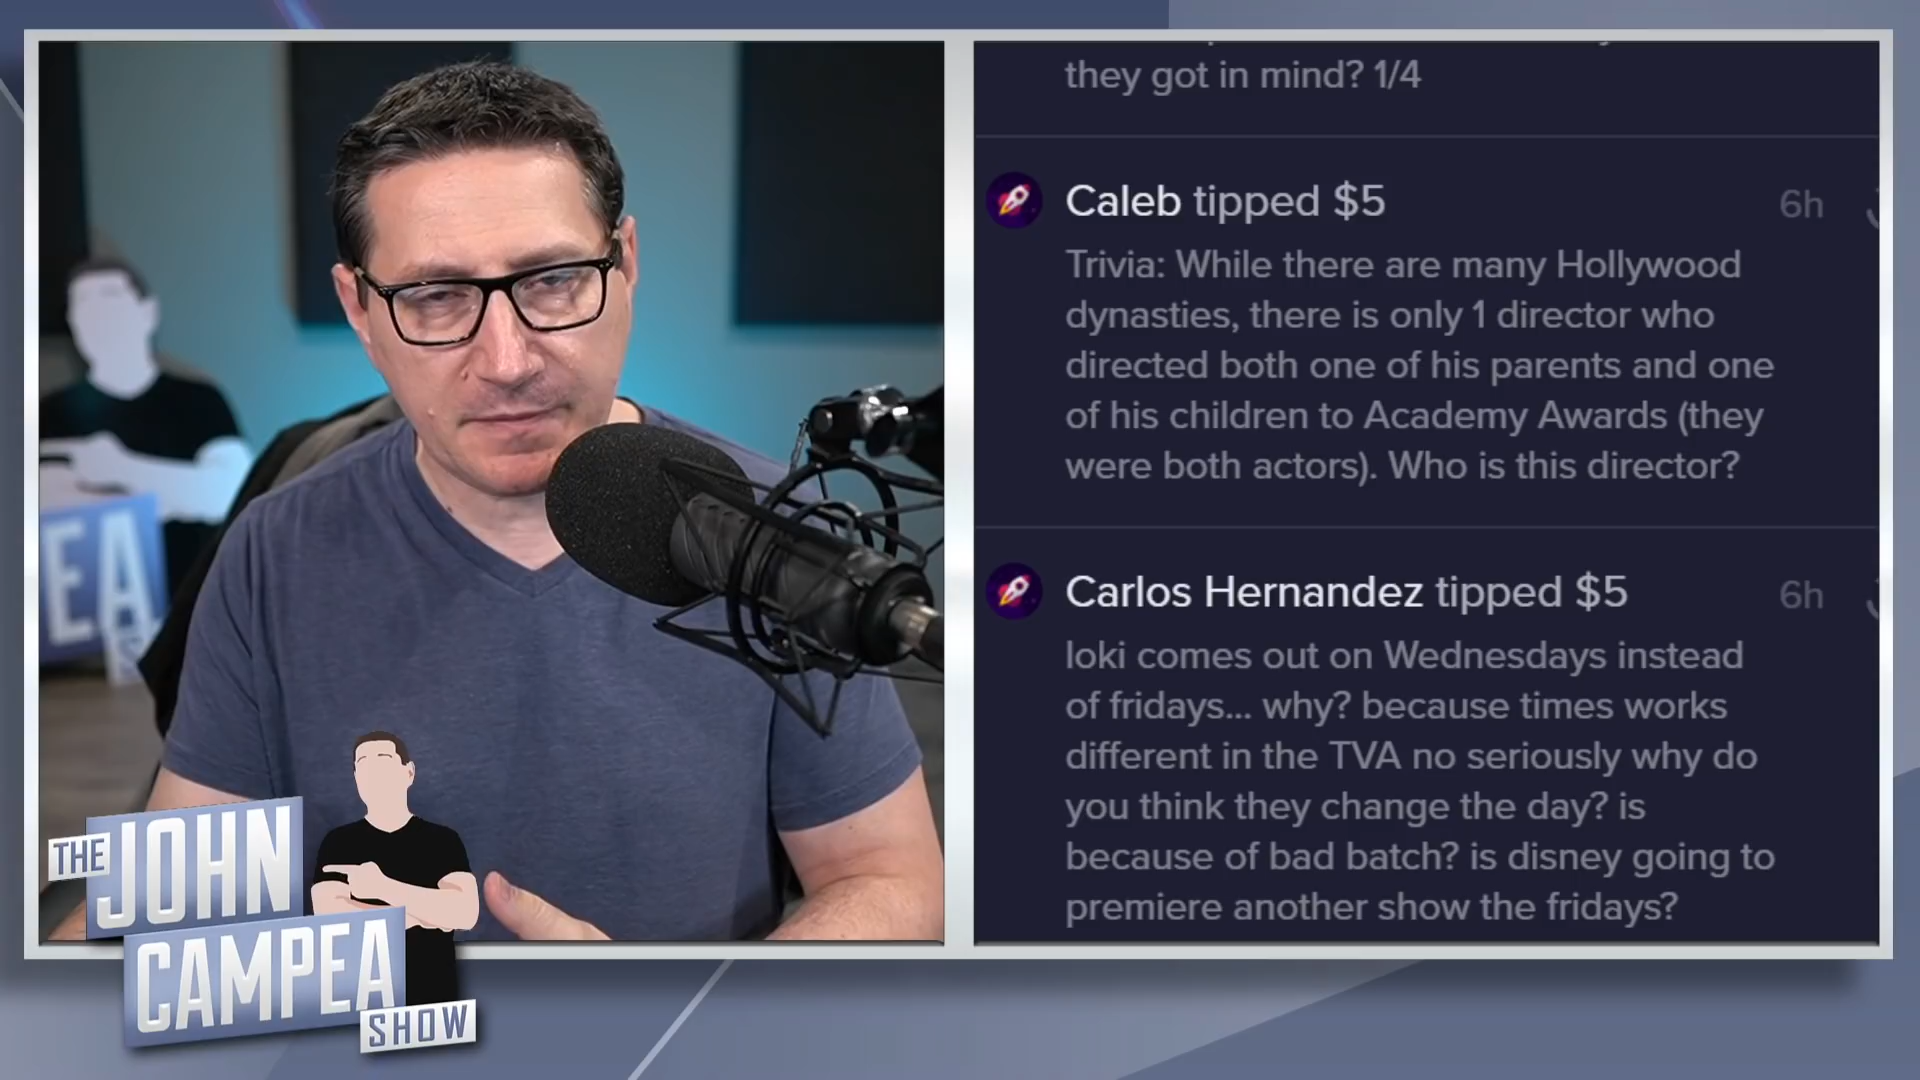 they got in mind? 1/4
Caleb tipped $5
6h
Trivia: While there are many Hollywood
dynasties, there is only 1 director who
directed both one of his parents and one
of his children to Academy Awards (they
were both actors). Who is this director?
Carlos Hernandez tipped $5
6h
loki comes out on Wednesdays instead
of fridays... why? because times works
different in the TVA no seriously why do
you think they change the day? is
because of bad batch? is disney going to
premiere another show the fridays?
EA
THE
JOHN
CAMPEA
SHOW